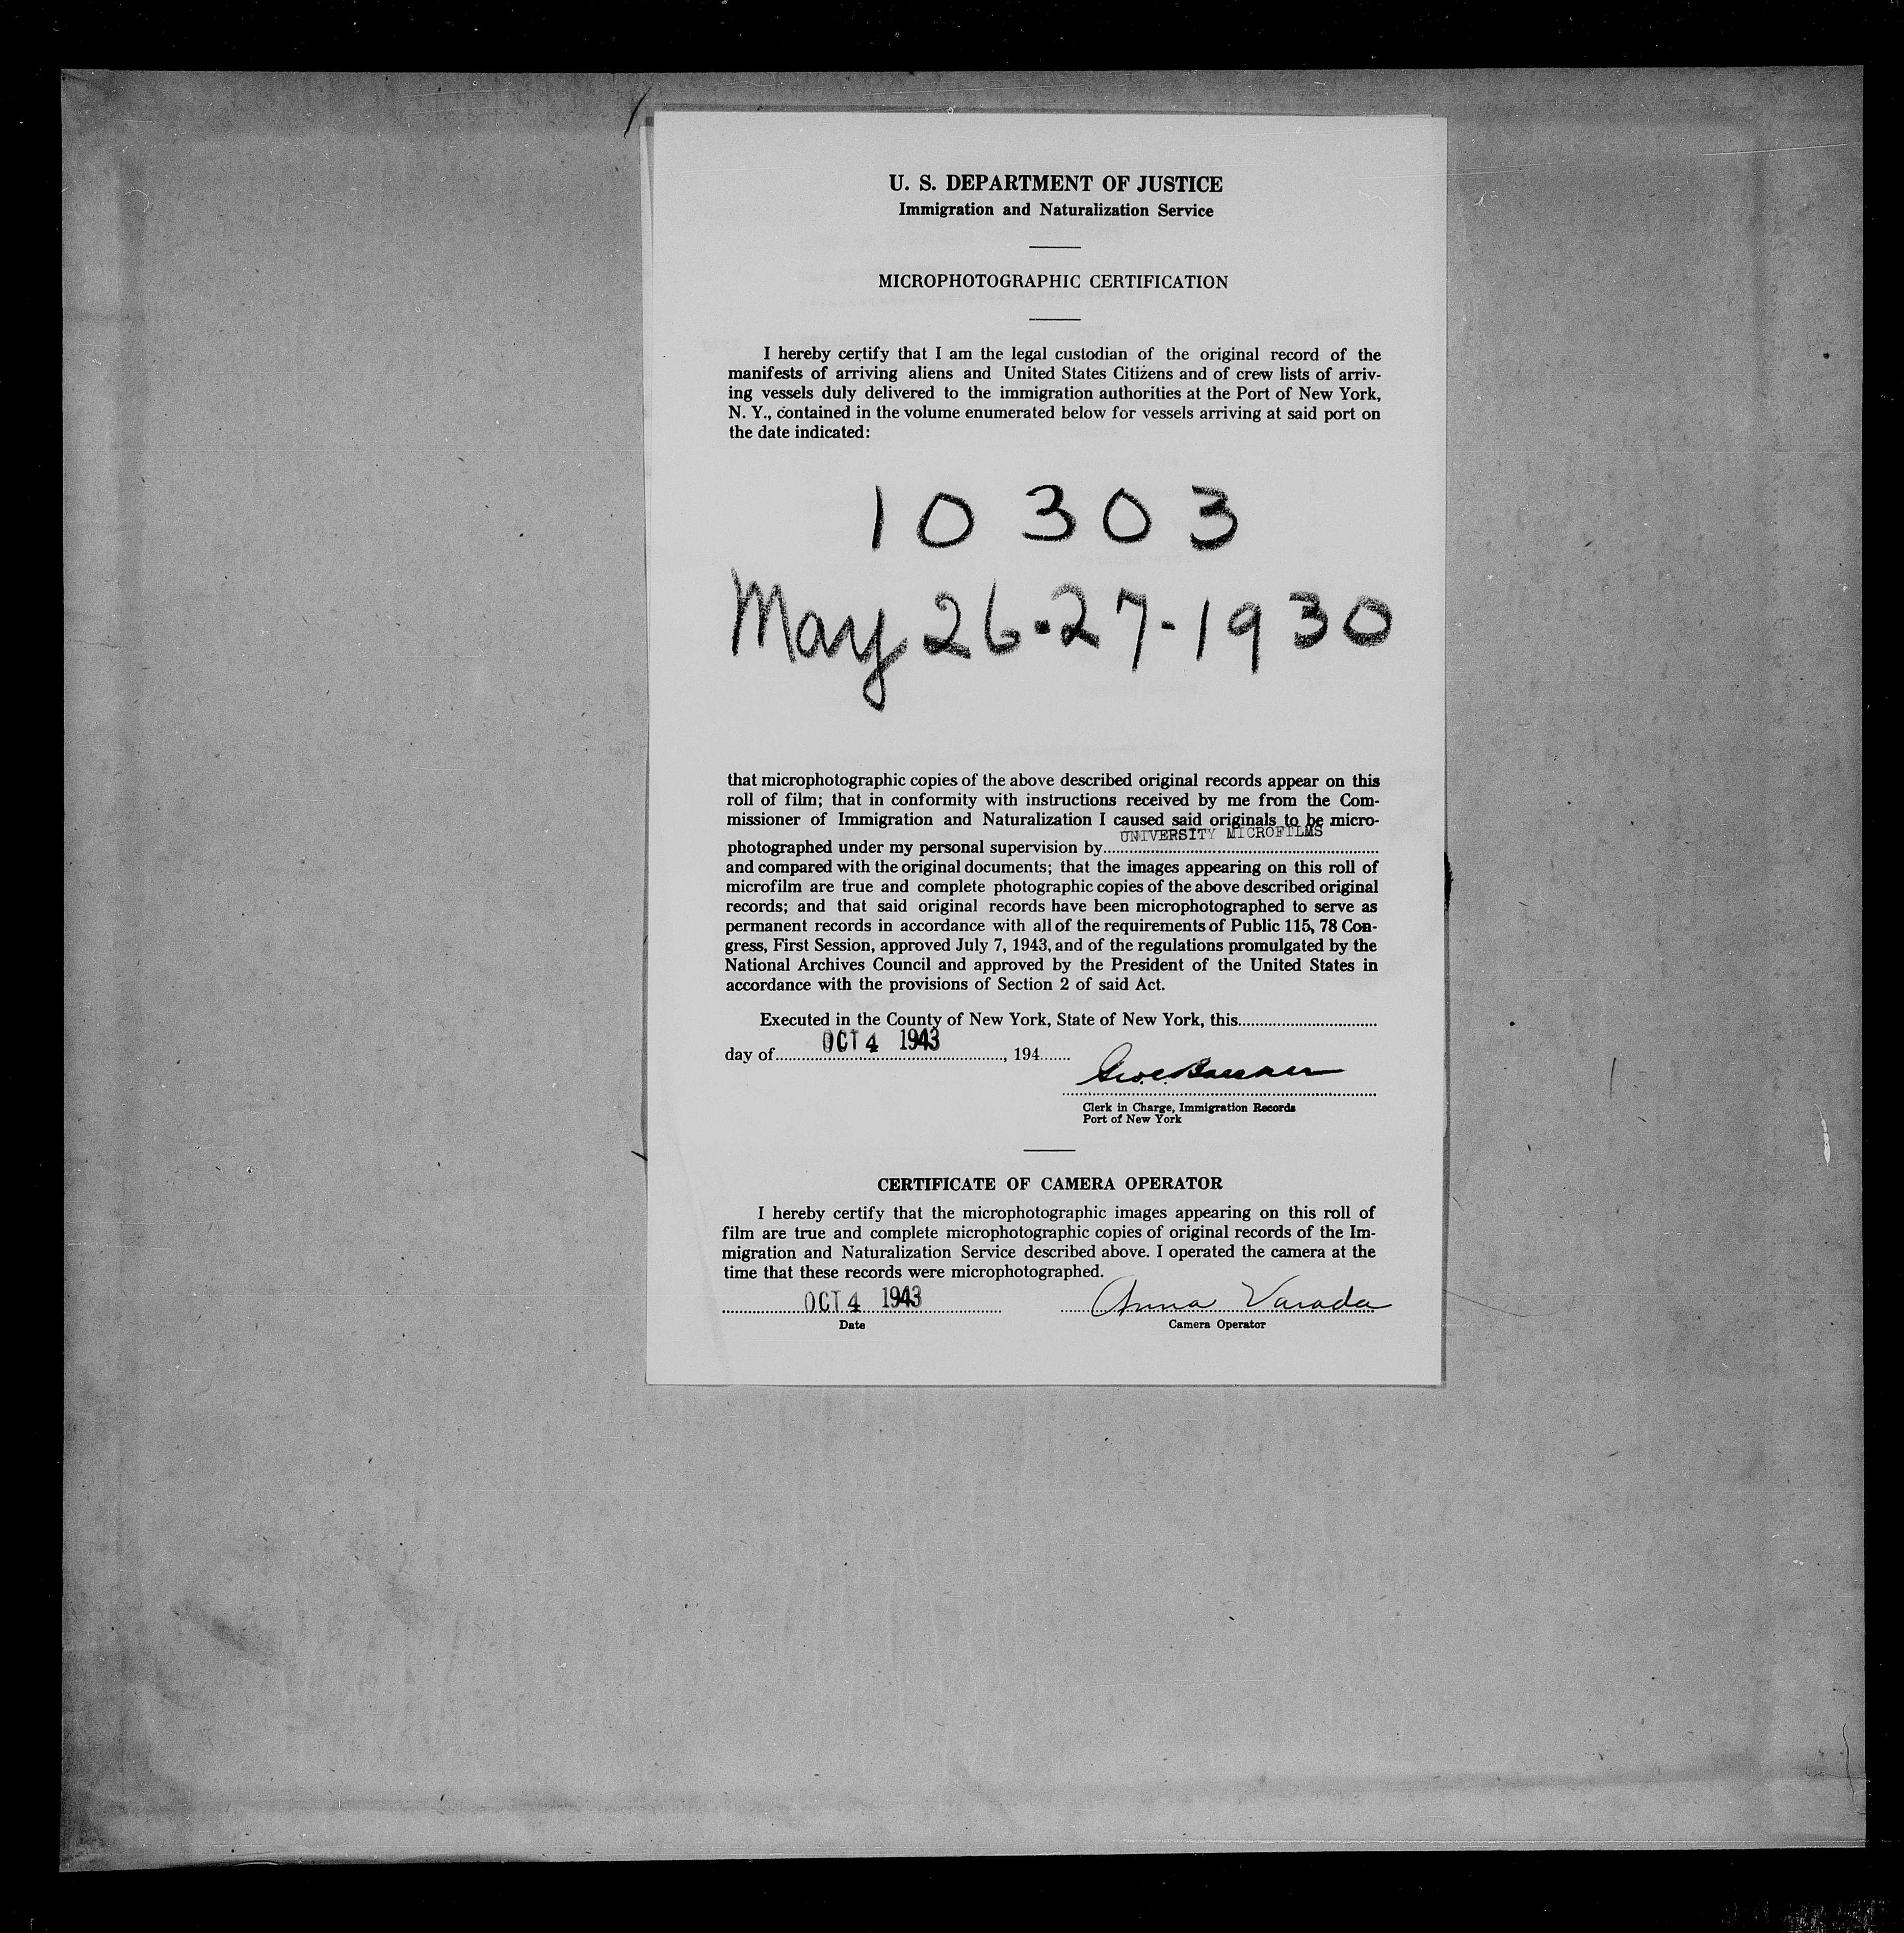 U. S. DEPARTMENT OF JUSTICE
Immigration and Naturalization Service
MICROPHOTOGRAPHIC CERTIFICATION
I hereby certify that I am the legal custodian of the original record of the
manifests of arriving aliens and United States Citizens and of crew lists of arriv-
ing vessels duly delivered to the immigration authorities at the Port of New York,
N. Y., contained in the volume enumerated below for vessels arriving at said port on
the date indicated:
10303
May 26-27-1930
that microphotographic copies of the above described original records appear on this
roll of film; that in conformity with instructions received by me from the Com-
missioner of Immigration and Naturalization I caused said originals to be micro-
UNIVERSITY MICROFILMS
photographed under my personal supervision by
and compared with the original documents; that the images appearing on this roll of
microfilm are true and complete photographic copies of the above described original
records; and that said original records have been microphotographed to serve as
permanent records in accordance with all of the requirements of Public 115, 78 Con-
gress, First Session, approved July 7, 1943, and of the regulations promulgated by the
National Archives Council and approved by the President of the United States in
accordance with the provisions of Section 2 of said Act.
Executed in the County of New York, State of New York, this
day of OCT 4 1943, 194
Clerk in Charge, Immigration Records
Port of New York
CERTIFICATE OF CAMERA OPERATOR
I hereby certify that the microphotographic images appearing on this roll of
film are true and complete microphotographic copies of original records of the Im-
migration and Naturalization Service described above. I operated the camera at the
time that these records were microphotographed.
OCT 4 1943 Anna Varada
Date Camera Operator